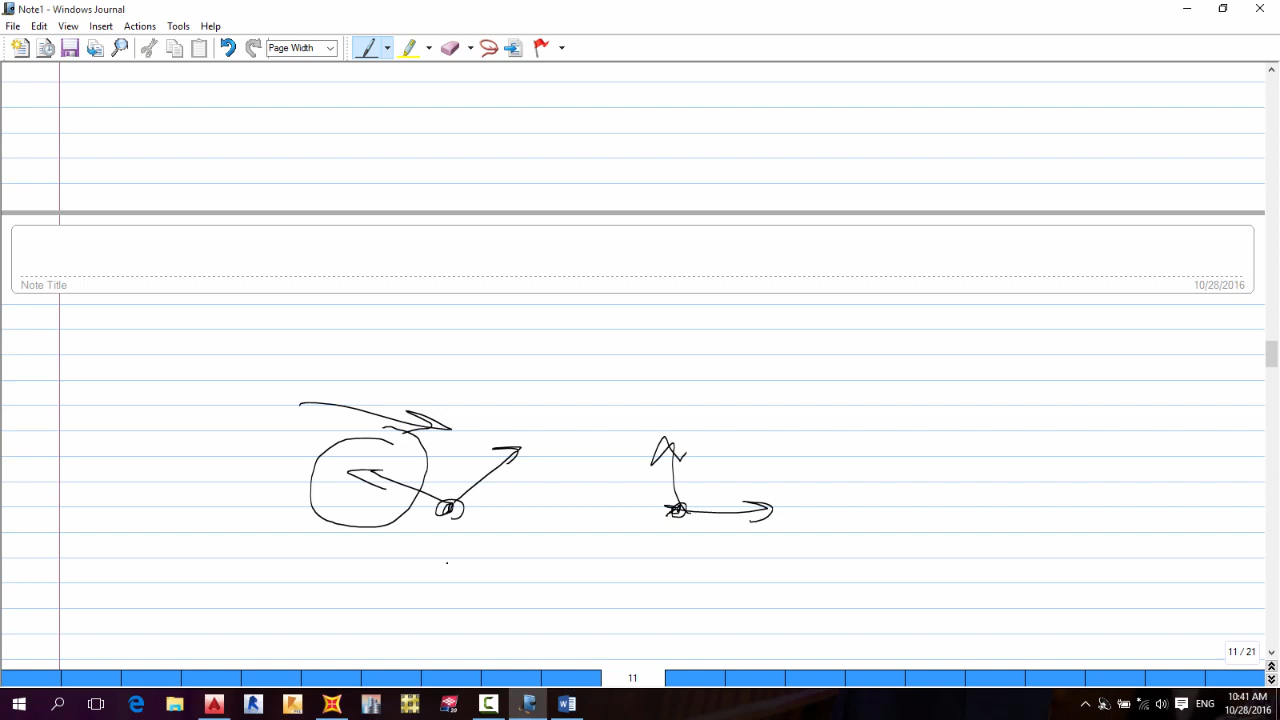 Note1 - Windows Journal
File Edit View Insert Actions Tools Help
Page Width
Note Title
10/28/2016
11 / 21
11
ENG
10:41 AM
10/28/2016